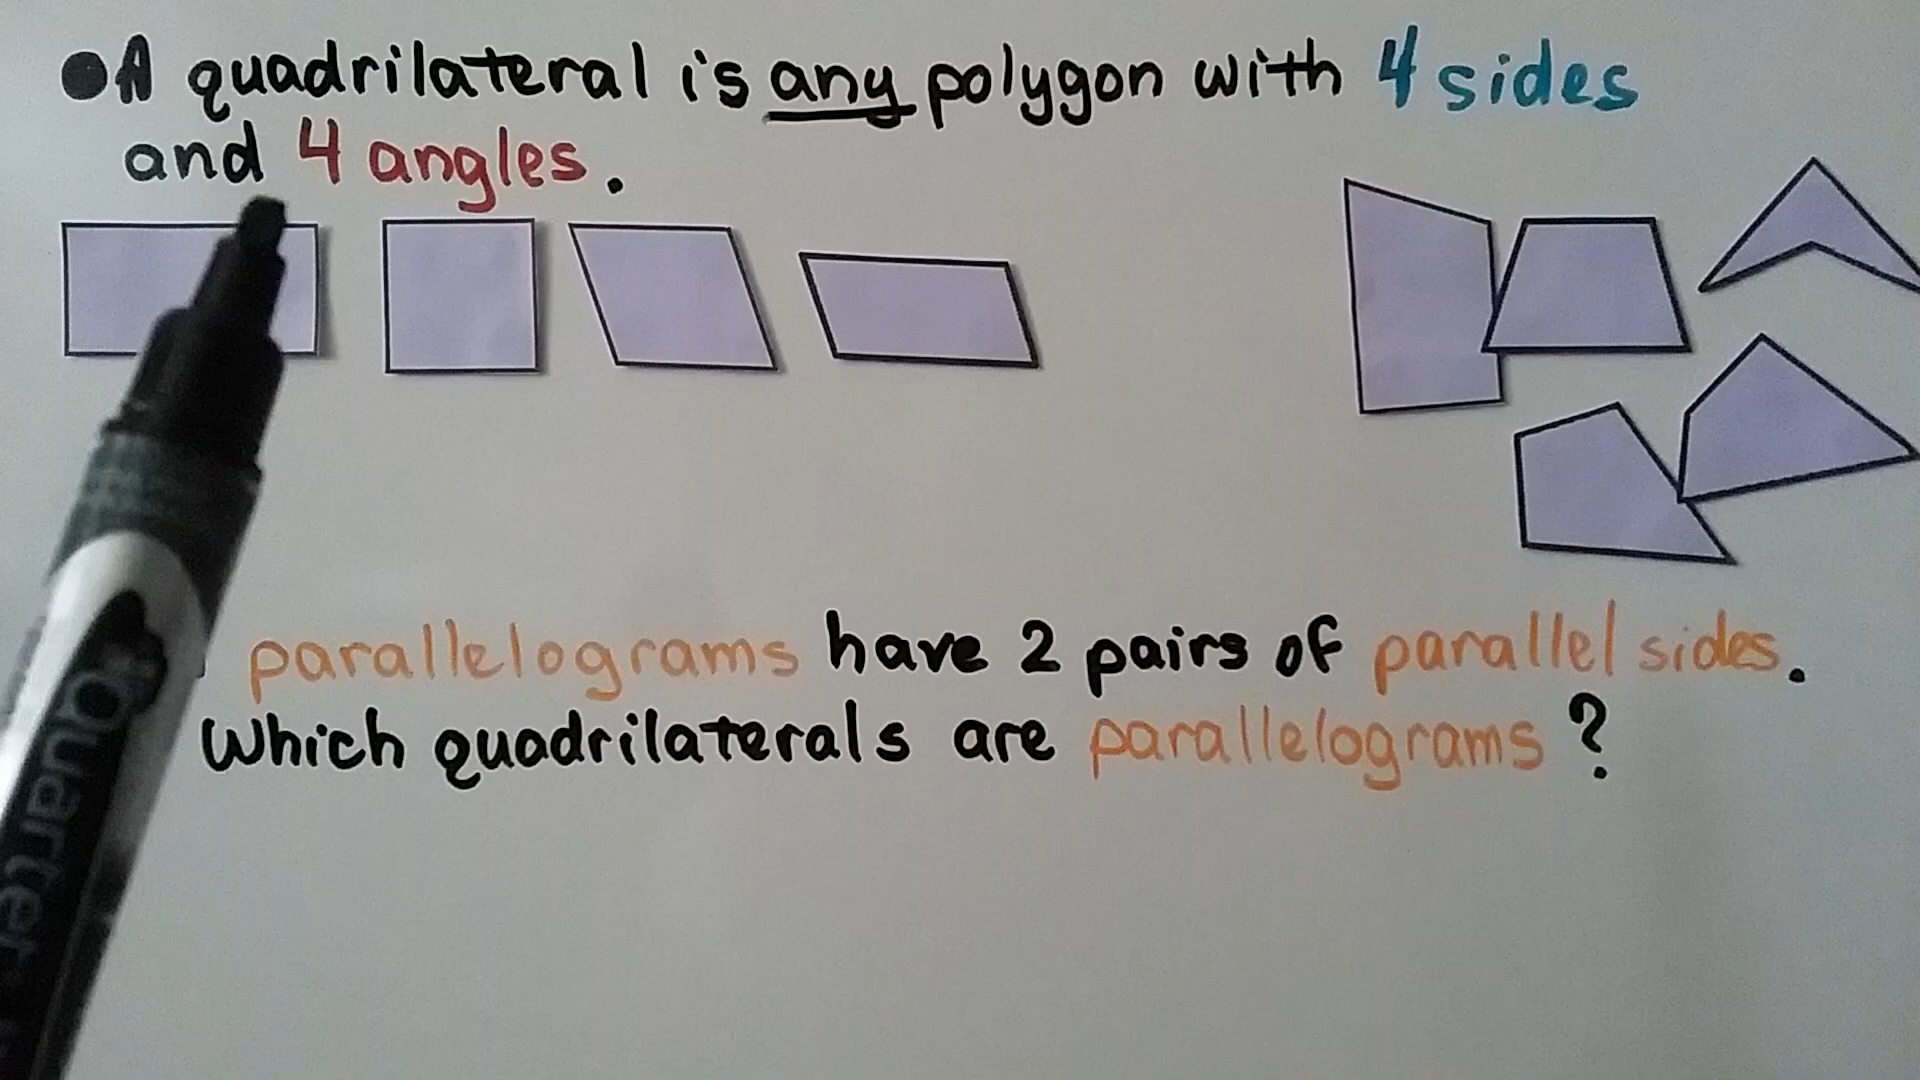 A quadrilateral is any polygon with 4 sides
and 4 angles.
parallelograms have 2 pairs of parallel sides.
Which quadrilaterals are parallelograms?
Quartet